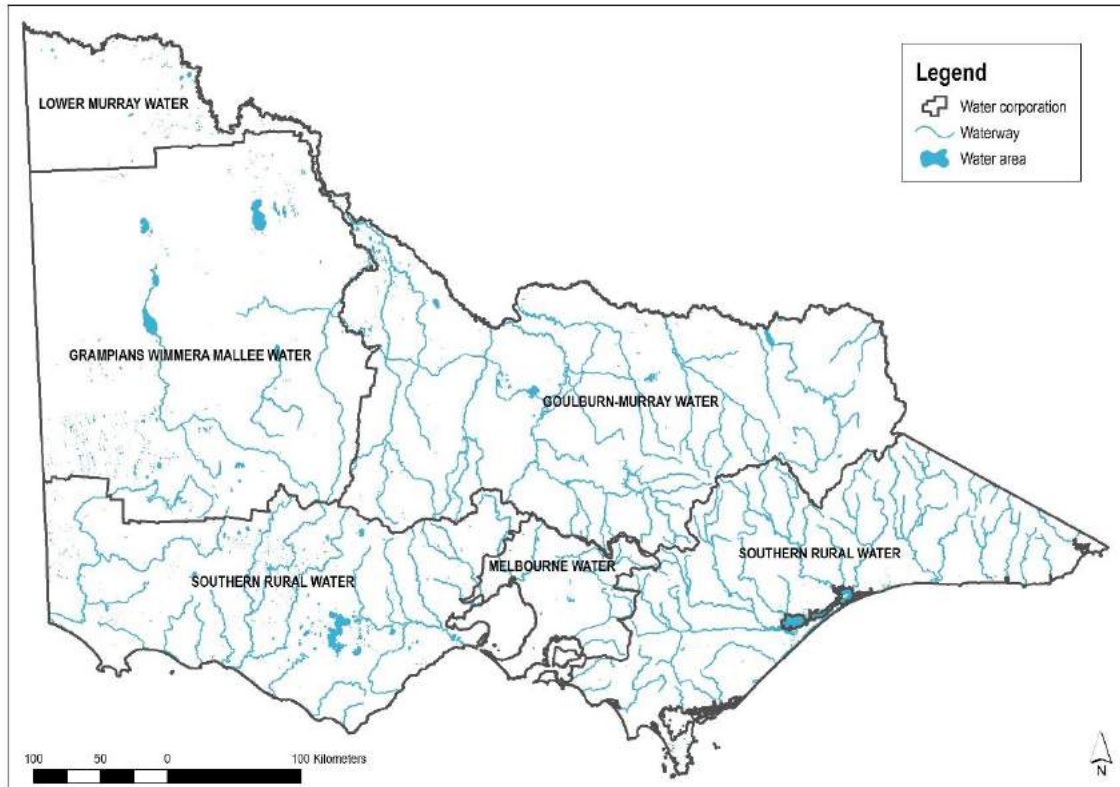 Legend
Water corporation
Waterway
Water area
LOWER MURRAY WATER
GRAMPIANS WIMMERA MALLEE WATER
GOULBURN-MURRAY WATER
SOUTHERN RURAL WATER
MELBOURNE WATER
SOUTHERN RURAL WATER
100 50 0 100 Kilometers
N